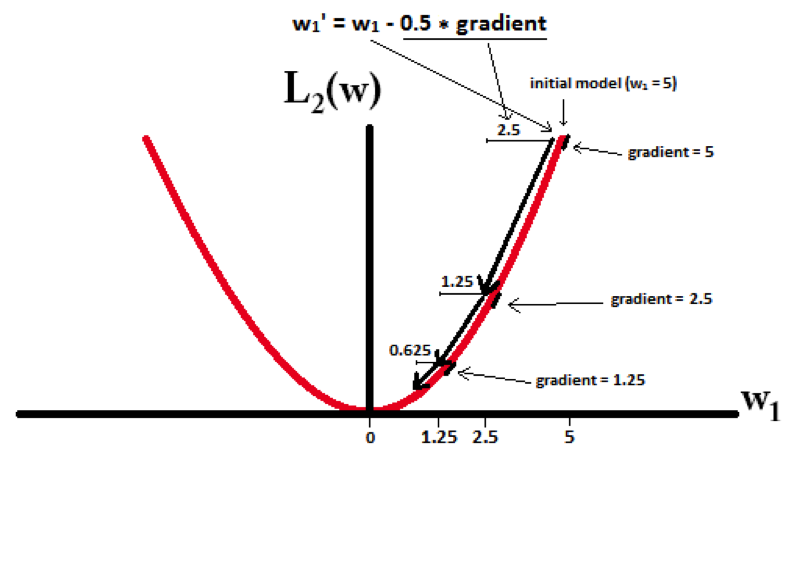 w₁' = w₁ - 0.5 * gradient
initial model (w₁ = 5)
L₂(w)
2.5
gradient = 5
1.25
gradient = 2.5
0.625
gradient = 1.25
w₁
0 1.25 2.5 5